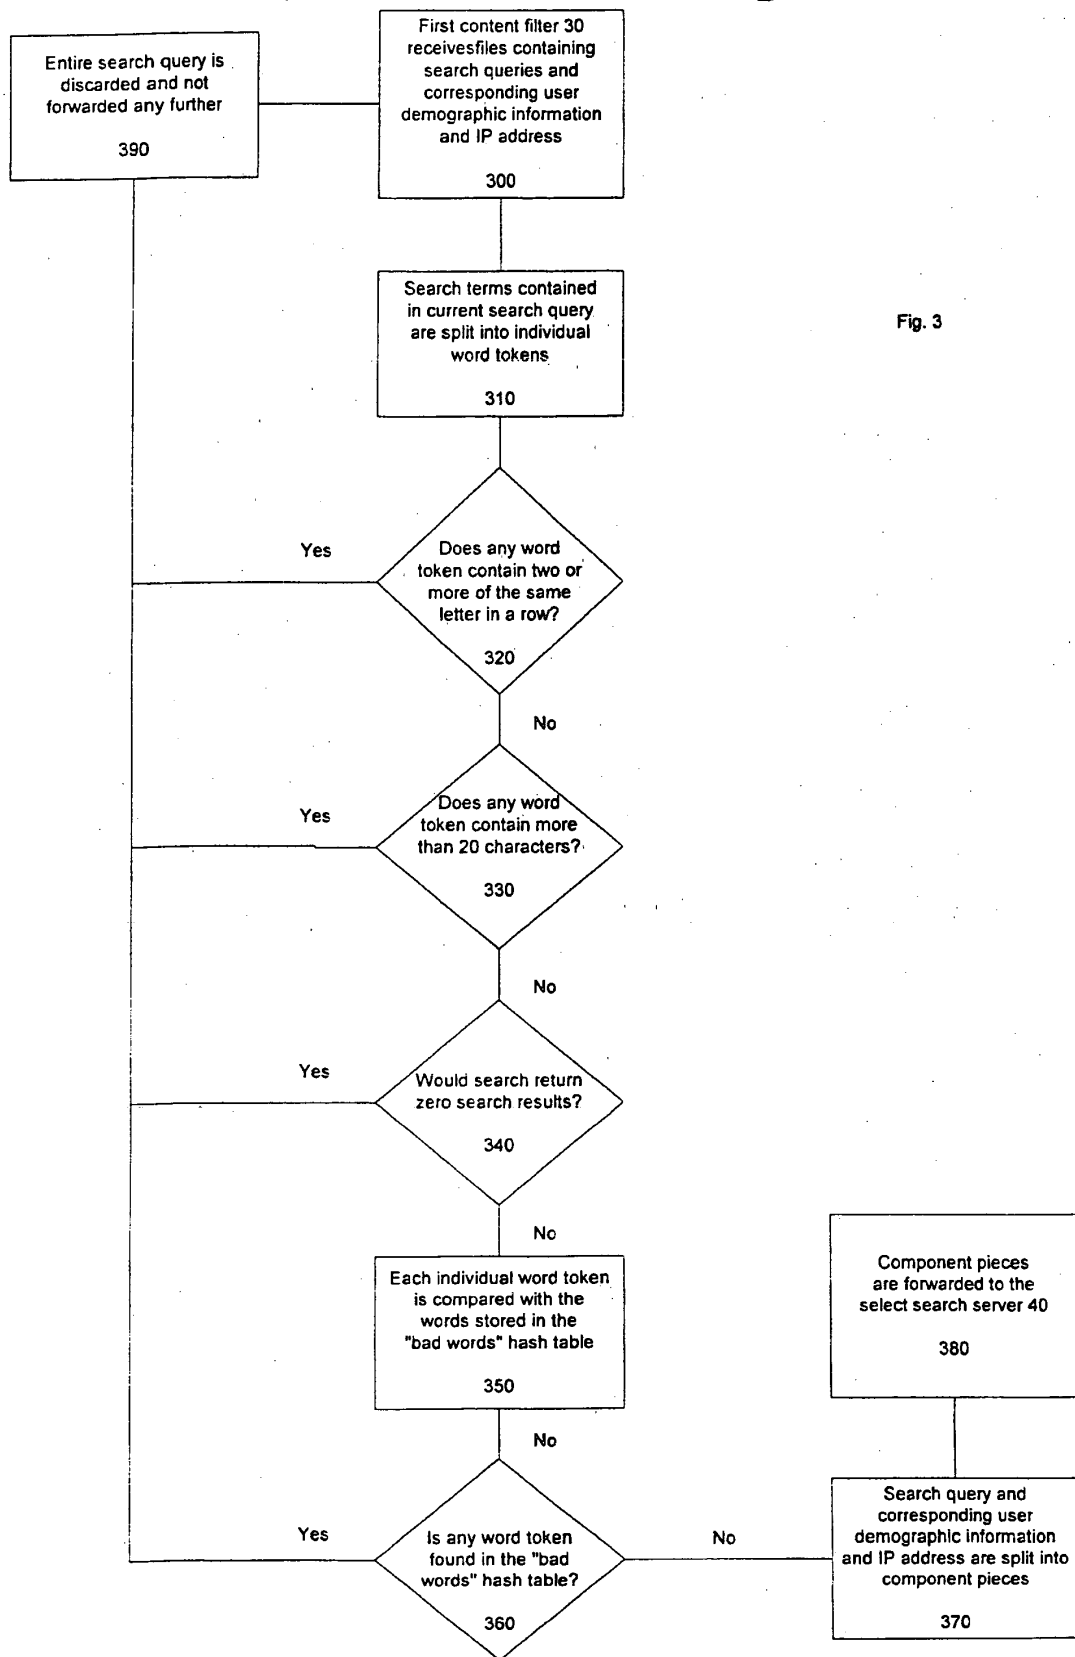 First content filter 30
receivesfiles containing
search queries and
corresponding user
demographic information
and IP address
300
Entire search query is
discarded and not
forwarded any further
390
Search terms contained
in current search query
are split into individual
word tokens
310
Fig. 3
Yes
Does any word
token contain two or
more of the same
letter in a row?
320
No
Yes
Does any word
token contain more
than 20 characters?
330
No
Yes
Would search return
zero search results?
340
No
Each individual word token
is compared with the
words stored in the
"bad words" hash table
350
No
Component pieces
are forwarded to the
select search server 40
380
Yes
Is any word token
found in the "bad
words" hash table?
360
No
Search query and
corresponding user
demographic information
and IP address are split into
component pieces
370